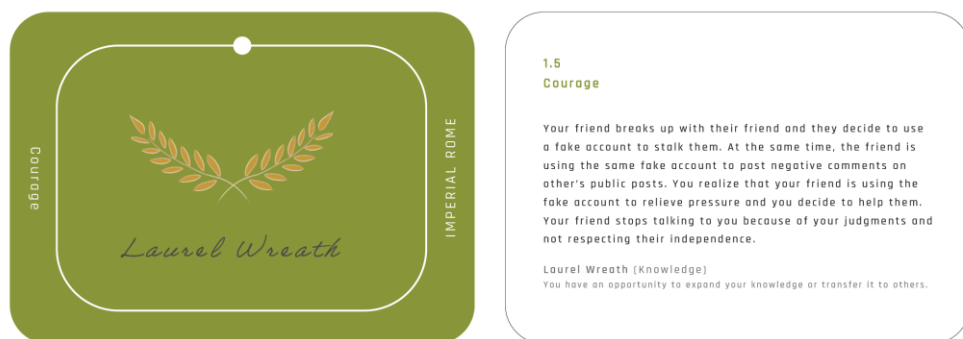 Courage
Laurel Wreath
IMPERIAL ROME
1.5
Courage
Your friend breaks up with their friend and they decide to use
a fake account to stalk them. At the same time, the friend is
using the same fake account to post negative comments on
other's public posts. You realize that your friend is using the
fake account to relieve pressure and you decide to help them.
Your friend stops talking to you because of your judgments and
not respecting their independence.
Laurel Wreath (Knowledge)
You have an opportunity to expand your knowledge or transfer it to others.